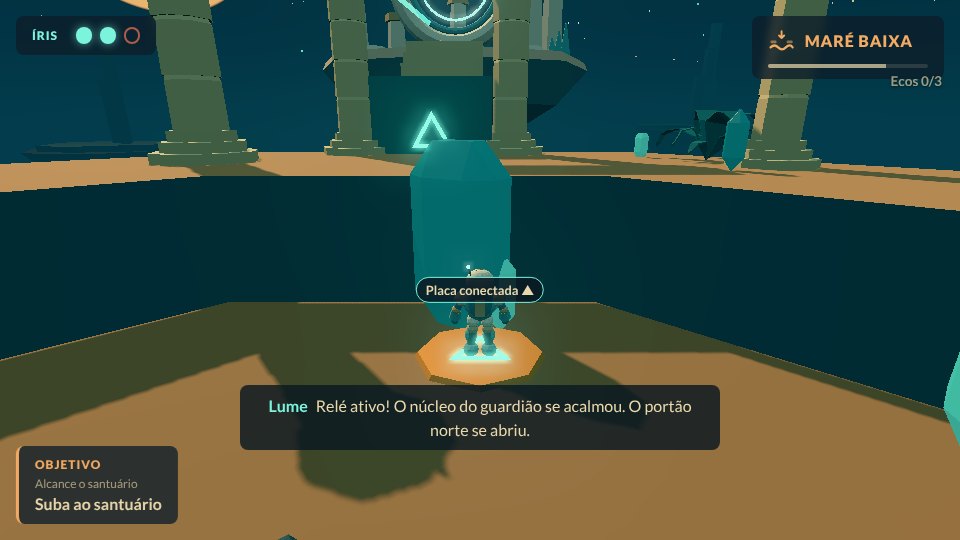 ÍRIS
MARÉ BAIXA
Ecos 0/3
Placa conectada ▲
Lume Relé ativo! O núcleo do guardião se acalmou. O portão
norte se abriu.
OBJETIVO
Alcance o santuário
Suba ao santuário